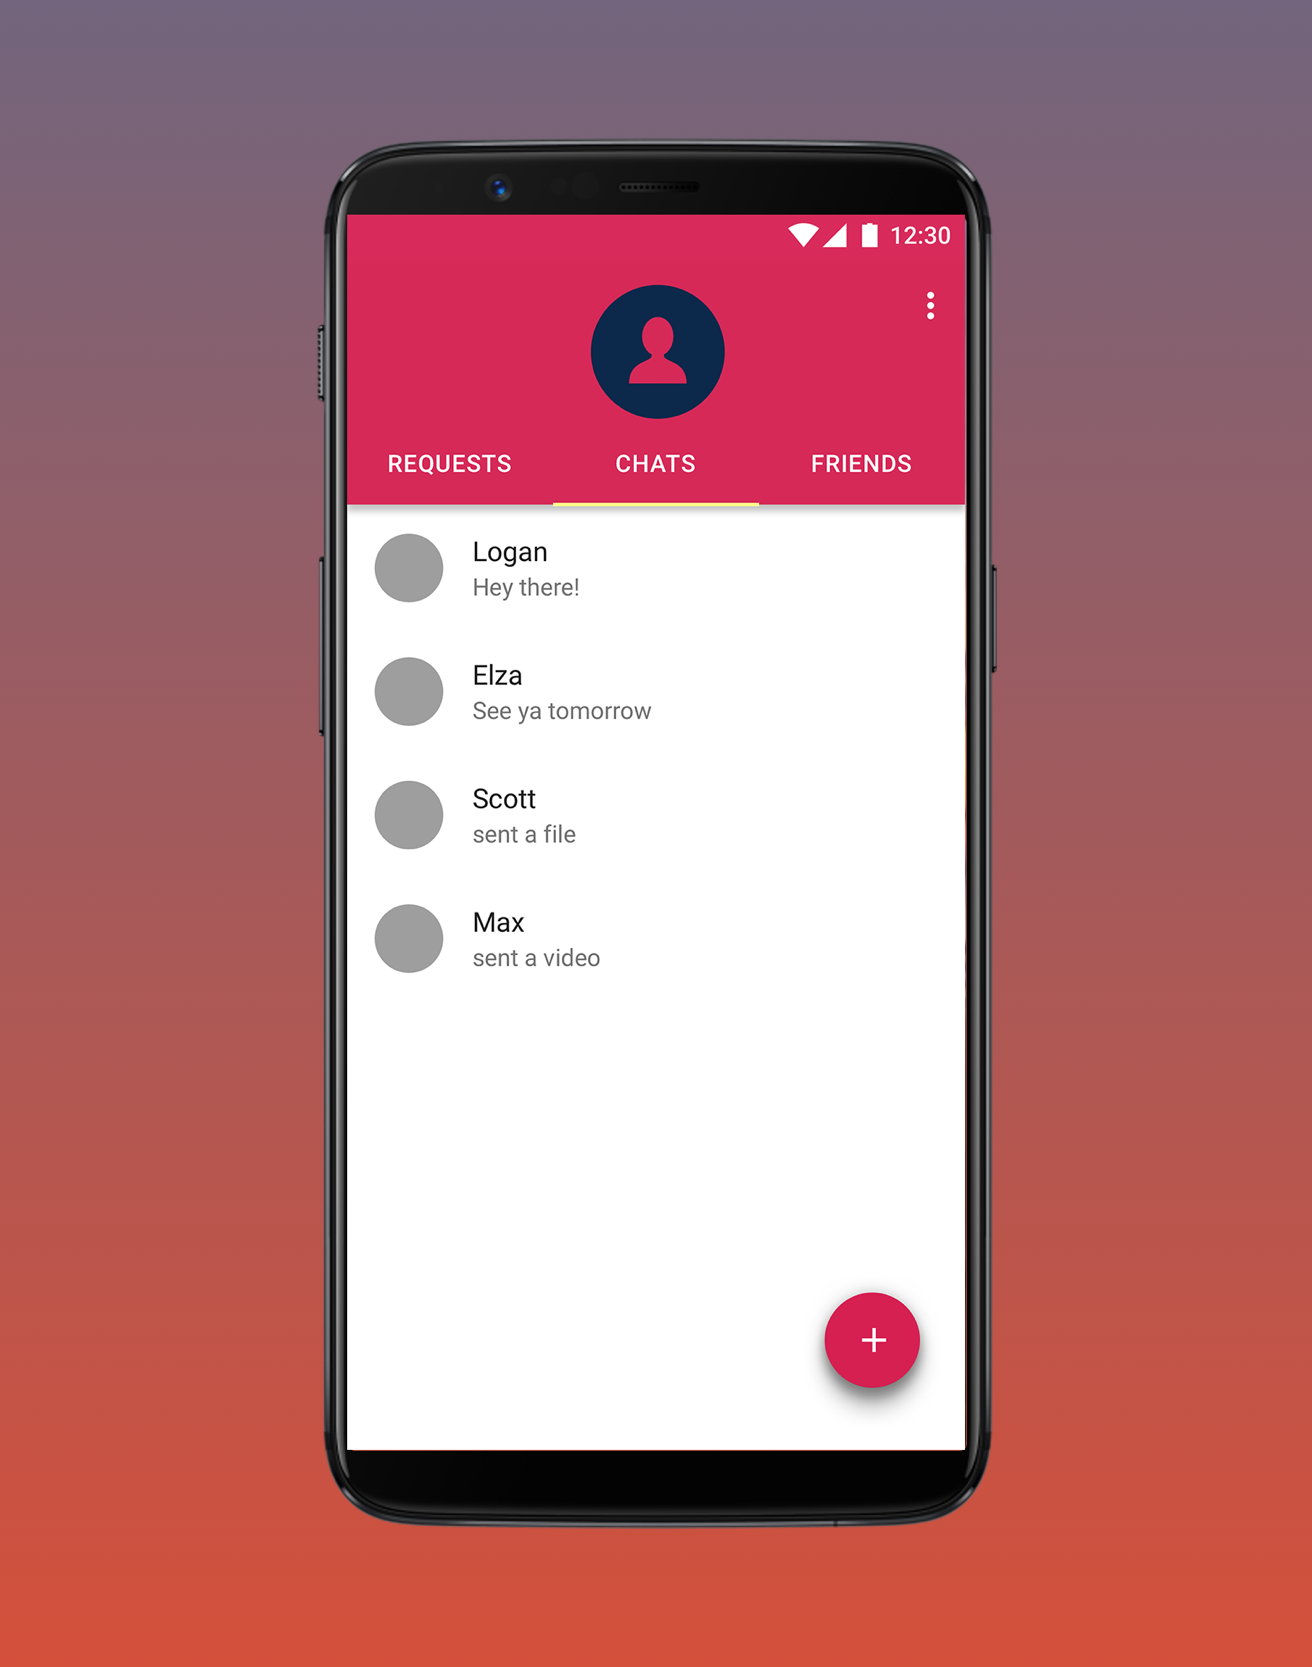 12:30
REQUESTS CHATS FRIENDS
Logan
Hey there!
Elza
See ya tomorrow
Scott
sent a file
Max
sent a video